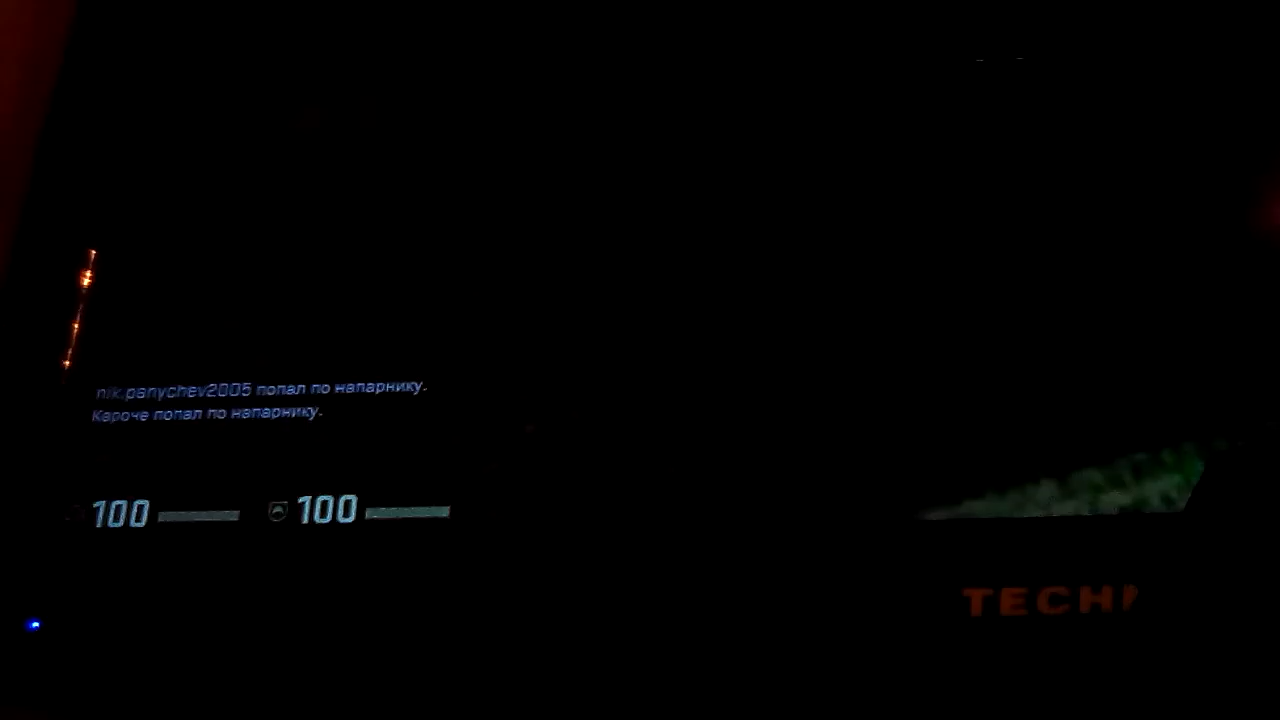 nik.panychev2005 попал по напарнику.
Кароче попал по напарнику.
100 100
TECH